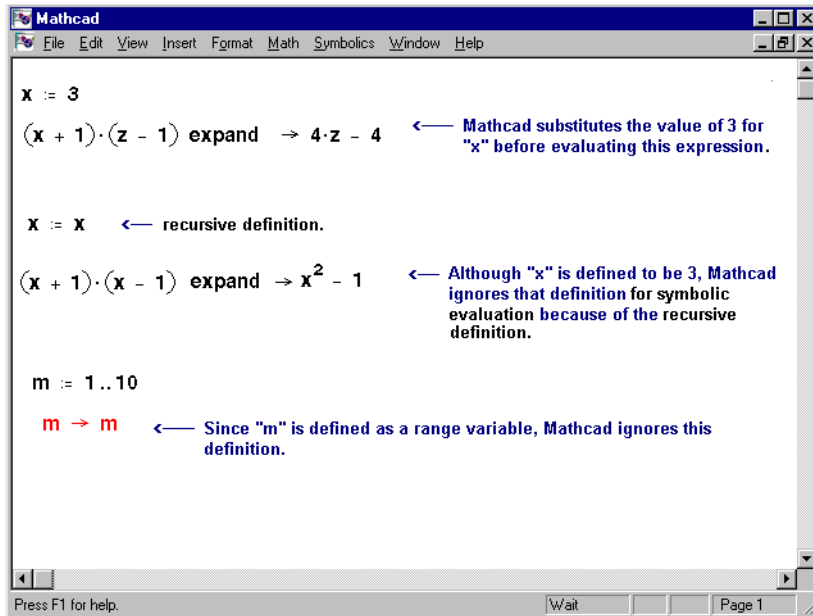 Mathcad
File Edit View Insert Format Math Symbolics Window Help
x := 3
(x + 1)·(z − 1) expand → 4·z − 4 <— Mathcad substitutes the value of 3 for
"x" before evaluating this expression.
x := x <— recursive definition.
(x + 1)·(x − 1) expand → x² − 1 <— Although "x" is defined to be 3, Mathcad
ignores that definition for symbolic
evaluation because of the recursive
definition.
m := 1 .. 10
m → m <— Since "m" is defined as a range variable, Mathcad ignores this
definition.
Press F1 for help. Wait Page 1